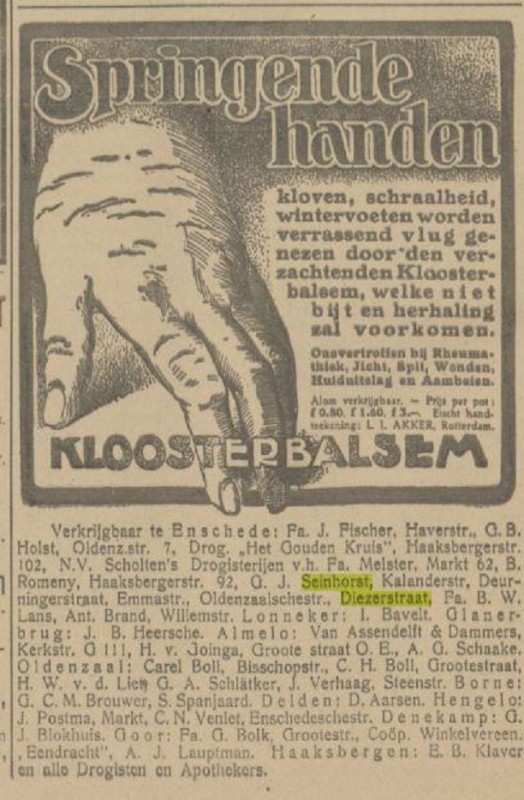 Springende
handen
kloven, schraalheid,
wintervoeten worden
verrassend vlug ge-
nezen door den ver-
zachtenden Klooster-
balsem, welke niet
bijt en herhaling
zal voorkomen.
Onovertroffen bij Rheuma-
thiek, Jicht, Spit, Wonden,
Huiduitslag en Aambeien.
Alom verkrijgbaar. — Prijs per pot:
f 0.80, f 1.60, f 3.—. Eischt hand-
teekening: L. I. AKKER, Rotterdam.
KLOOSTERBALSEM
Verkrijgbaar te Enschede: Fa. J. Fischer, Haverstr., G. B.
Holst, Oldenz.str. 7, Drog. „Het Gouden Kruis", Haaksbergerstr.
102, N.V. Scholten's Drogisterijen v.h. Fa. Meister, Markt 62, B.
Romeny, Haaksbergerstr. 92, G. J. Seinhorst, Kalanderstr, Deur-
ningerstraat, Emmastr., Oldenzaalschestr., Diezerstraat, Fa. B. W.
Lans, Ant. Brand, Willemstr. Lonneker: I. Bavelt. Glaner-
brug: J. B. Heersche. Almelo: Van Assendelft & Dammers,
Kerkstr. G 111, H. v. Goinga, Groote straat O. E., A. G. Schaake.
Oldenzaal: Carel Boll, Bisschopstr., C. H. Boll, Grootestraat,
H. W. v. d. G. A. Schlätker, J. Verhaag, Steenstr. Borne:
G. C. M. Brouwer, S. Spanjaard. Delden: D. Aarsen. Hengelo:
J. Postma, Markt, C. N. Venlet, Enschedeschestr. Denekamp: G.
J. Blokhuis. Goor: Fa. G. Bolk, Grootestr., Coöp. Winkelvereen.
„Eendracht", A. J. Lauptman. Haaksbergen: E. B. Klaver
en alle Drogisten en Apothekers.